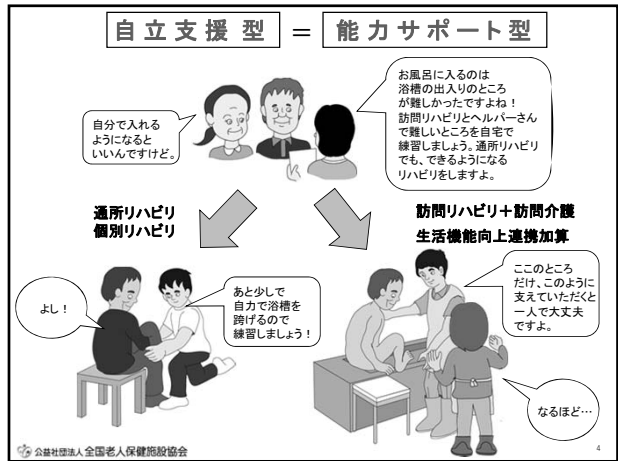 自立支援型 = 能力サポート型
自分で入れる
ようになると
いいんですけど。
お風呂に入るのは
浴槽の出入りのところ
が難しかったですよね！
訪問リハビリとヘルパーさん
で難しいところを自宅で
練習しましょう。通所リハビリ
でも、できるようになる
リハビリをしますよ。
通所リハビリ
個別リハビリ
訪問リハビリ＋訪問介護
生活機能向上連携加算
よし！
あと少しで
自力で浴槽を
跨げるので
練習しましょう！
ここのところ
だけ、このように
支えていただくと
一人で大丈夫
ですよ。
なるほど…
公益社団法人 全国老人保健施設協会
4